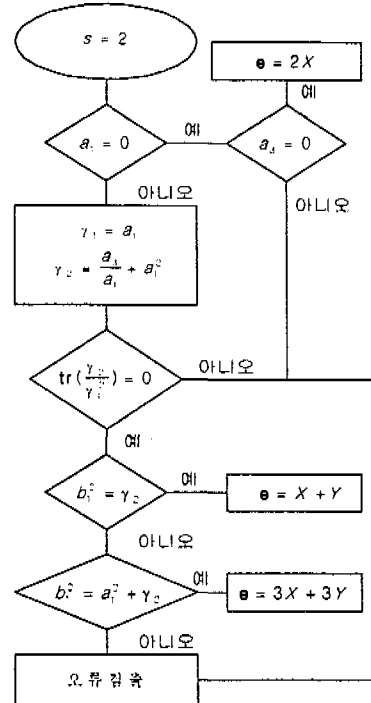 s = 2
e = 2X
예
a₁ = 0
예
a₃ = 0
아니오
아니오
γ₁ = a₁
γ₂ = a₃/a₁ + a₁²
tr(γ₂/γ₁²) = 0
아니오
예
b₁² = γ₂
예
e = X + Y
아니오
b₁² = a₁² + γ₂
예
e = 3X + 3Y
아니오
오류검출